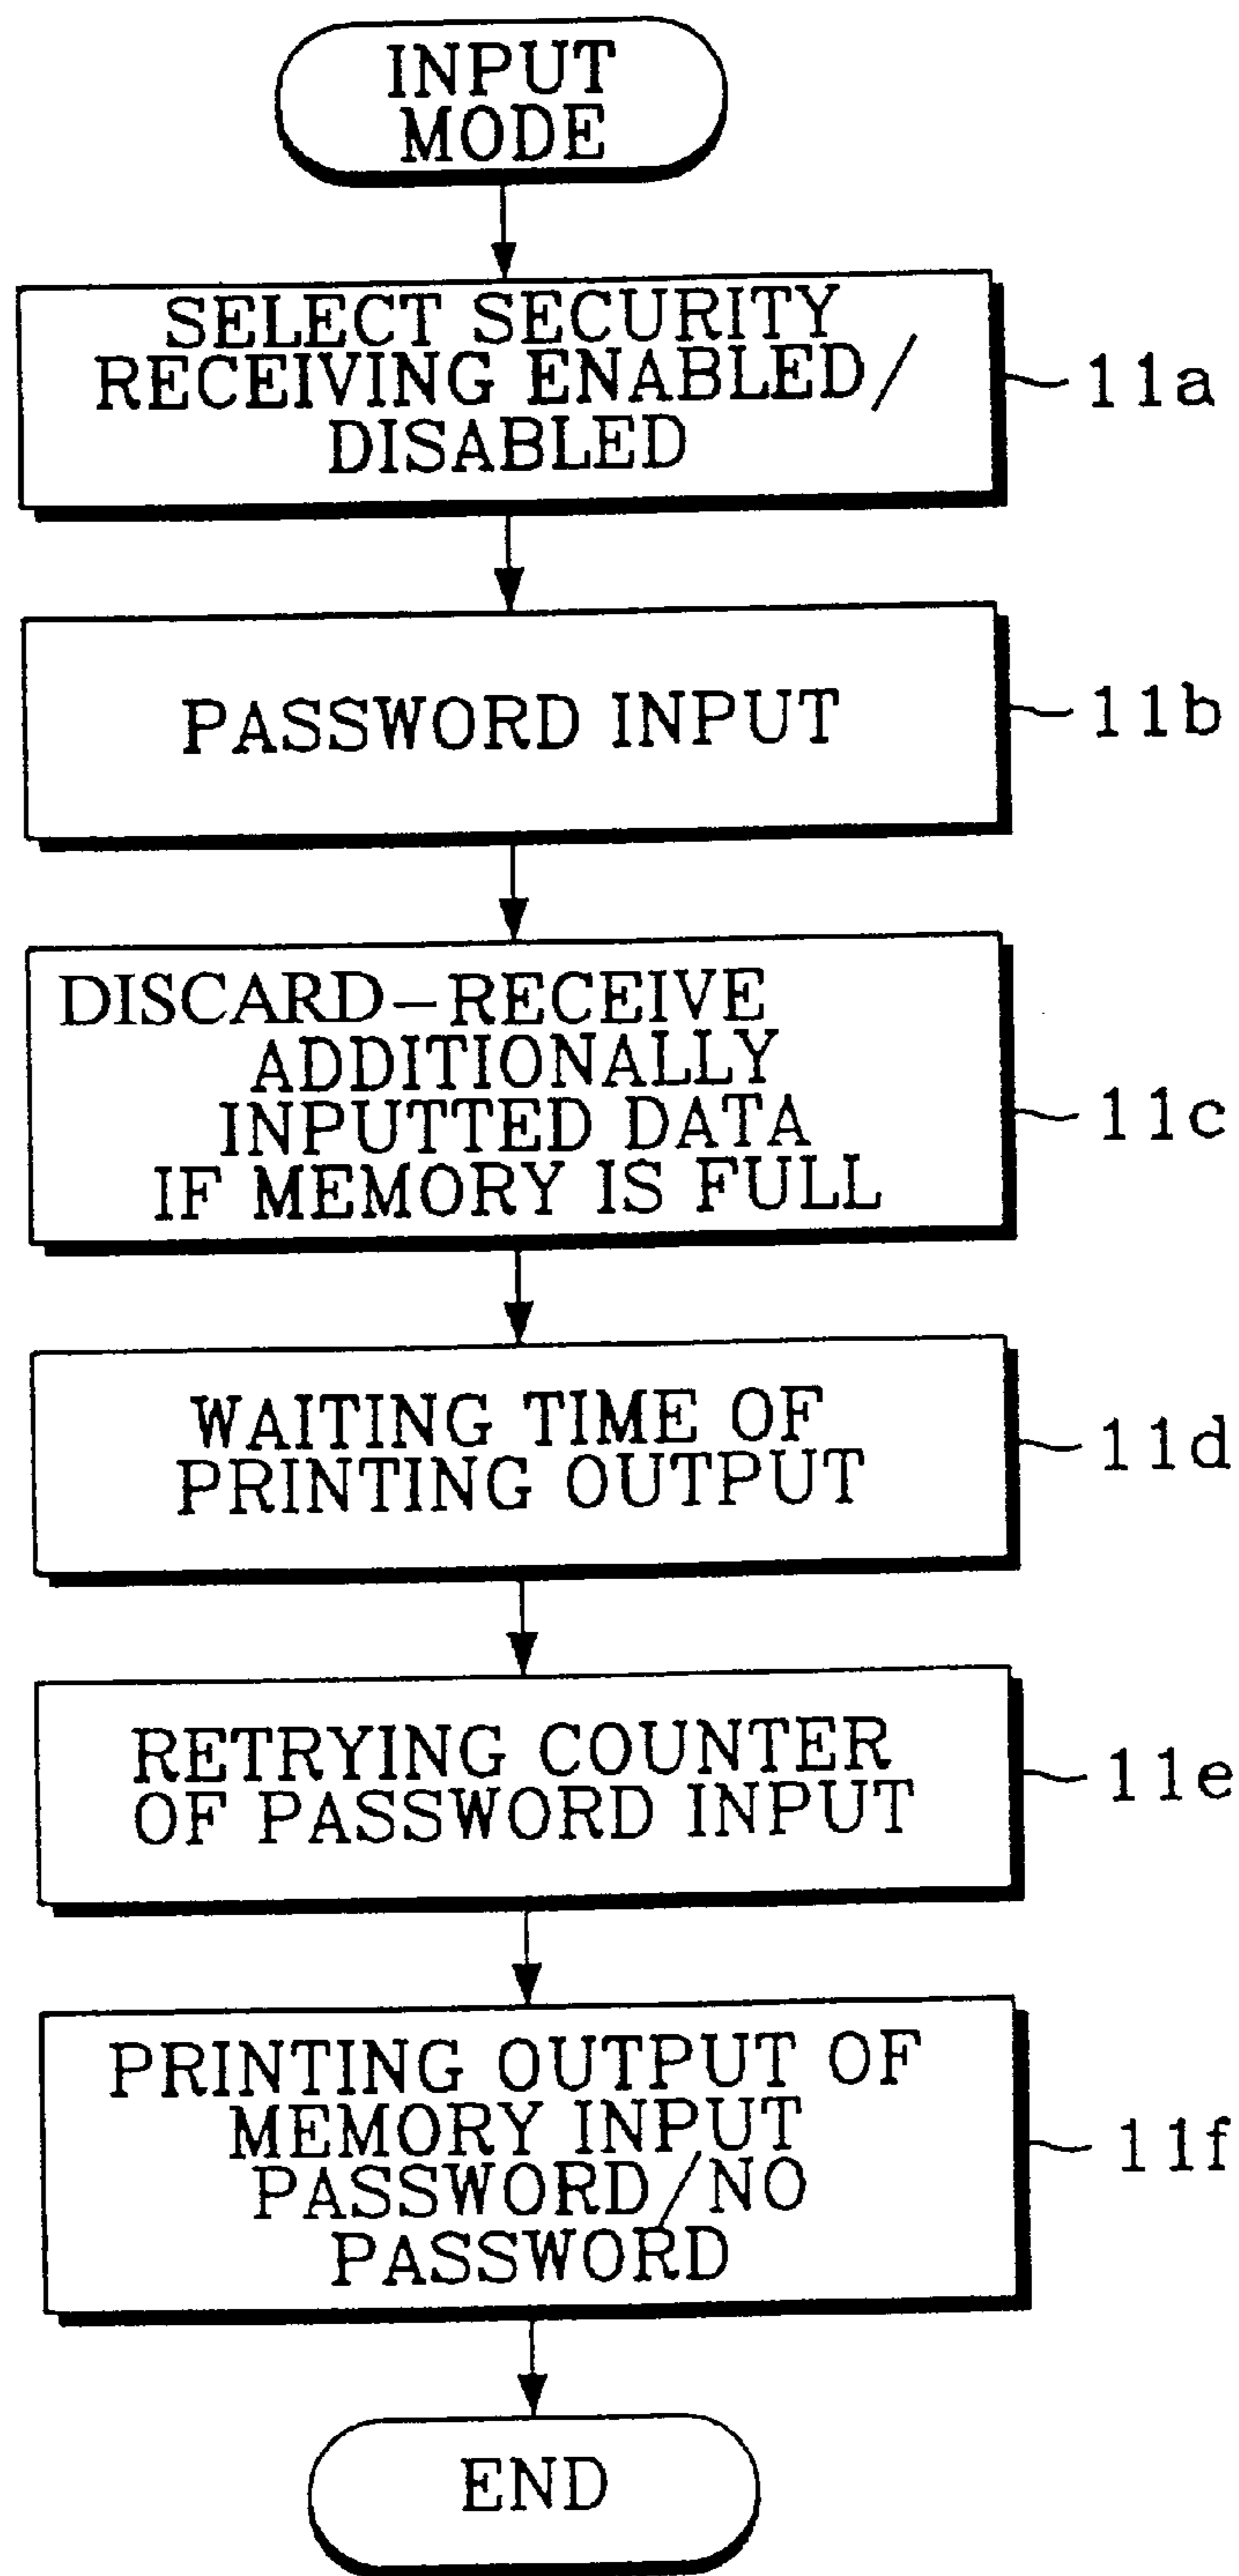 INPUT
MODE
SELECT SECURITY
RECEIVING ENABLED/
DISABLED
11a
PASSWORD INPUT
11b
DISCARD-RECEIVE
ADDITIONALLY
INPUTTED DATA
IF MEMORY IS FULL
11c
WAITING TIME OF
PRINTING OUTPUT
11d
RETRYING COUNTER
OF PASSWORD INPUT
11e
PRINTING OUTPUT OF
MEMORY INPUT
PASSWORD/NO
PASSWORD
11f
END